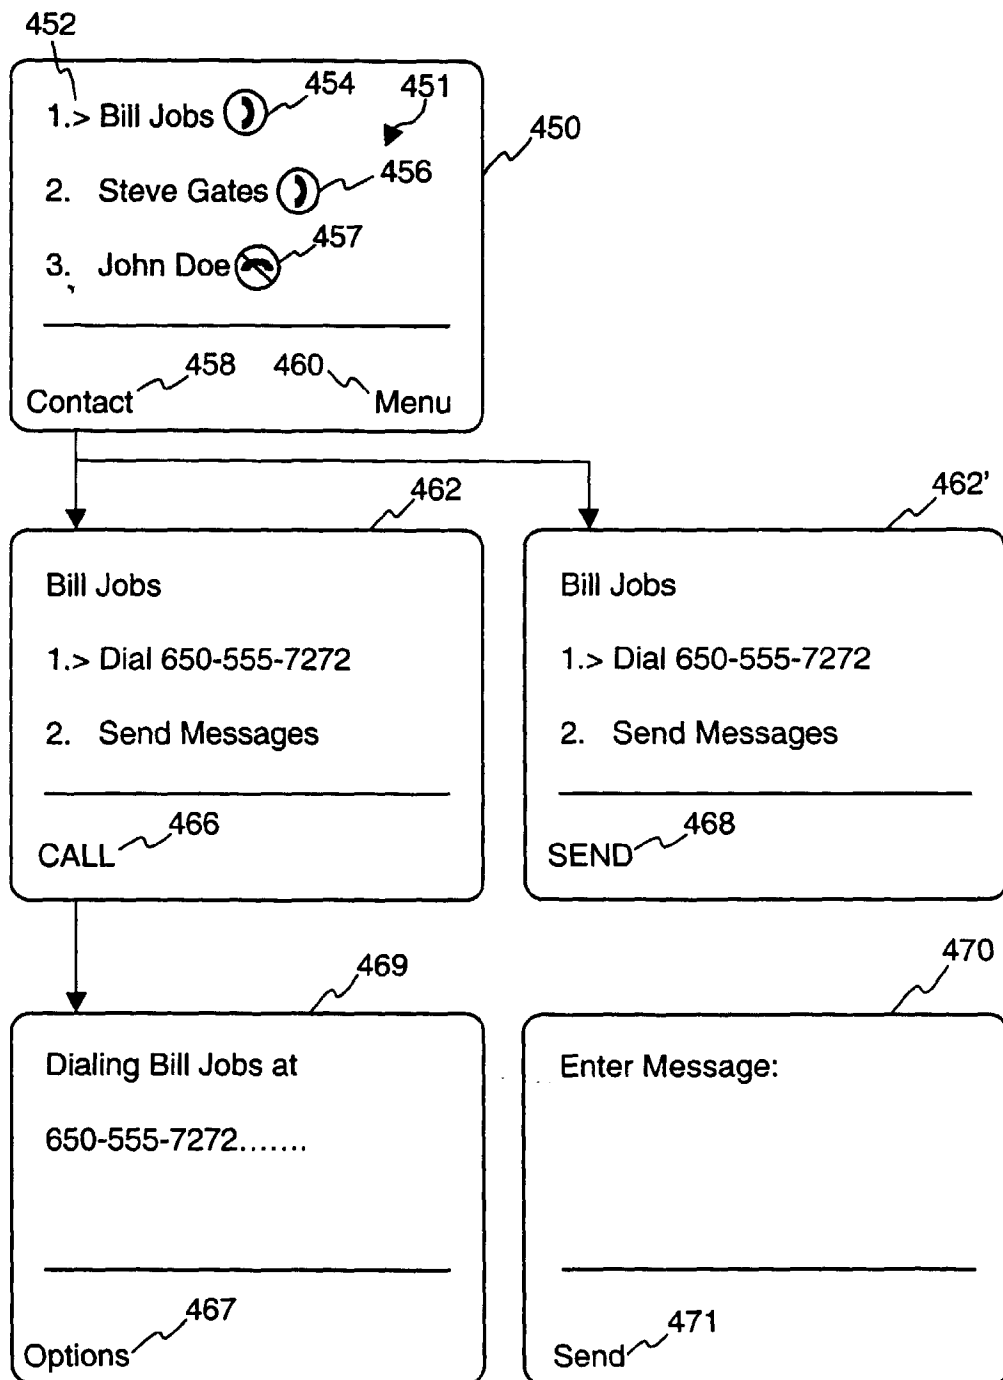 452
1.> Bill Jobs 454 451
450
2. Steve Gates 456
3. John Doe 457
458 460
Contact Menu
462
Bill Jobs
1.> Dial 650-555-7272
2. Send Messages
466
CALL
462'
Bill Jobs
1.> Dial 650-555-7272
2. Send Messages
468
SEND
469
Dialing Bill Jobs at
650-555-7272.......
467
Options
470
Enter Message:
471
Send